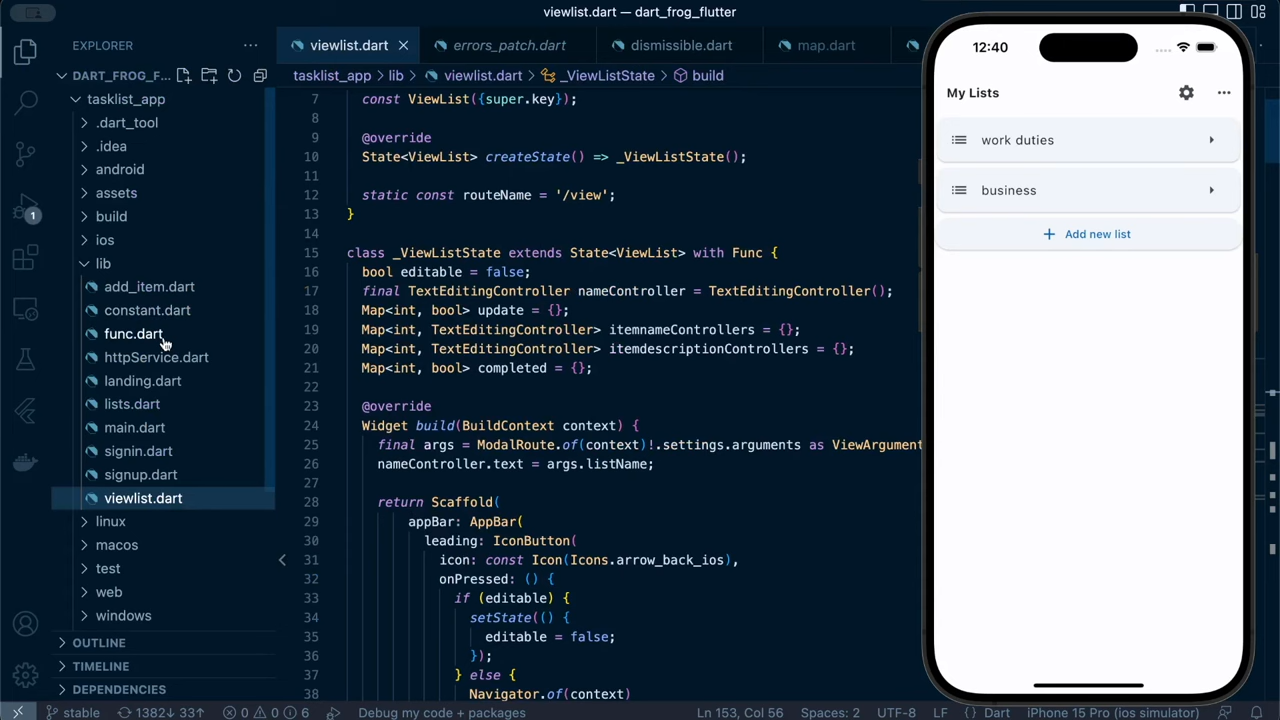 viewlist.dart — dart_frog_flutter
EXPLORER
viewlist.dart
errors_patch.dart
dismissible.dart
map.dart
DART_FROG_F...
tasklist_app > lib > viewlist.dart > _ViewListState > build
tasklist_app
.dart_tool
.idea
android
assets
build
ios
lib
add_item.dart
constant.dart
func.dart
httpService.dart
landing.dart
lists.dart
main.dart
signin.dart
signup.dart
viewlist.dart
linux
macos
test
web
windows
OUTLINE
TIMELINE
DEPENDENCIES
1
7 const ViewList({super.key});
8
9 @override
10 State<ViewList> createState() => _ViewListState();
11
12 static const routeName = '/view';
13 }
14
15 class _ViewListState extends State<ViewList> with Func {
16 bool editable = false;
17 final TextEditingController nameController = TextEditingController();
18 Map<int, bool> update = {};
19 Map<int, TextEditingController> itemnameControllers = {};
20 Map<int, TextEditingController> itemdescriptionControllers = {};
21 Map<int, bool> completed = {};
22
23 @override
24 Widget build(BuildContext context) {
25 final args = ModalRoute.of(context)!.settings.arguments as ViewArgument
26 nameController.text = args.listName;
27
28 return Scaffold(
29 appBar: AppBar(
30 leading: IconButton(
31 icon: const Icon(Icons.arrow_back_ios),
32 onPressed: () {
33 if (editable) {
34 setState(() {
35 editable = false;
36 });
37 } else {
38 Navigator.of(context)
12:40
My Lists
work duties
business
+ Add new list
stable 1382↓ 33↑ 0 0 6 Debug my code + packages Ln 153, Col 56 Spaces: 2 UTF-8 LF {} Dart iPhone 15 Pro (ios simulator)